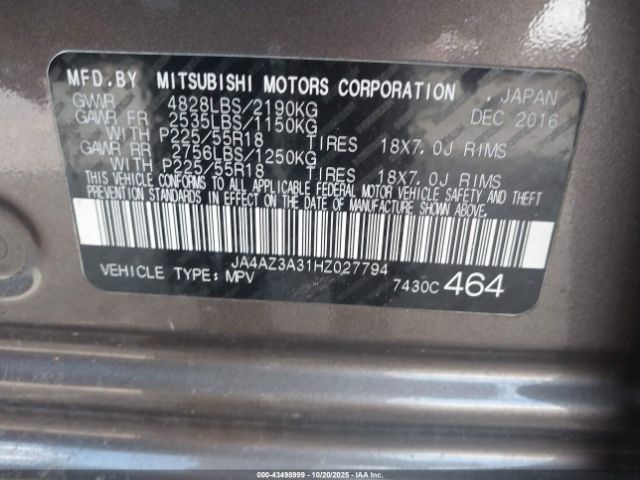 MFD.BY MITSUBISHI MOTORS CORPORATION . JAPAN
GVWR 4828LBS/2190KG DEC 2016
GAWR FR 2535LBS/1150KG
WITH P225/55R18 TIRES 18X7.0J RIMS
GAWR RR 2756LBS/1250KG
WITH P225/55R18 TIRES 18X7.0J RIMS
THIS VEHICLE CONFORMS TO ALL APPLICABLE FEDERAL MOTOR VEHICLE SAFETY AND THEFT
PREVENTION STANDARDS IN EFFECT ON THE DATE OF MANUFACTURE SHOWN ABOVE.
JA4AZ3A31HZ027794
VEHICLE TYPE: MPV 7430C 464
000-43498999 - 10/20/2025 - IAAI.COM